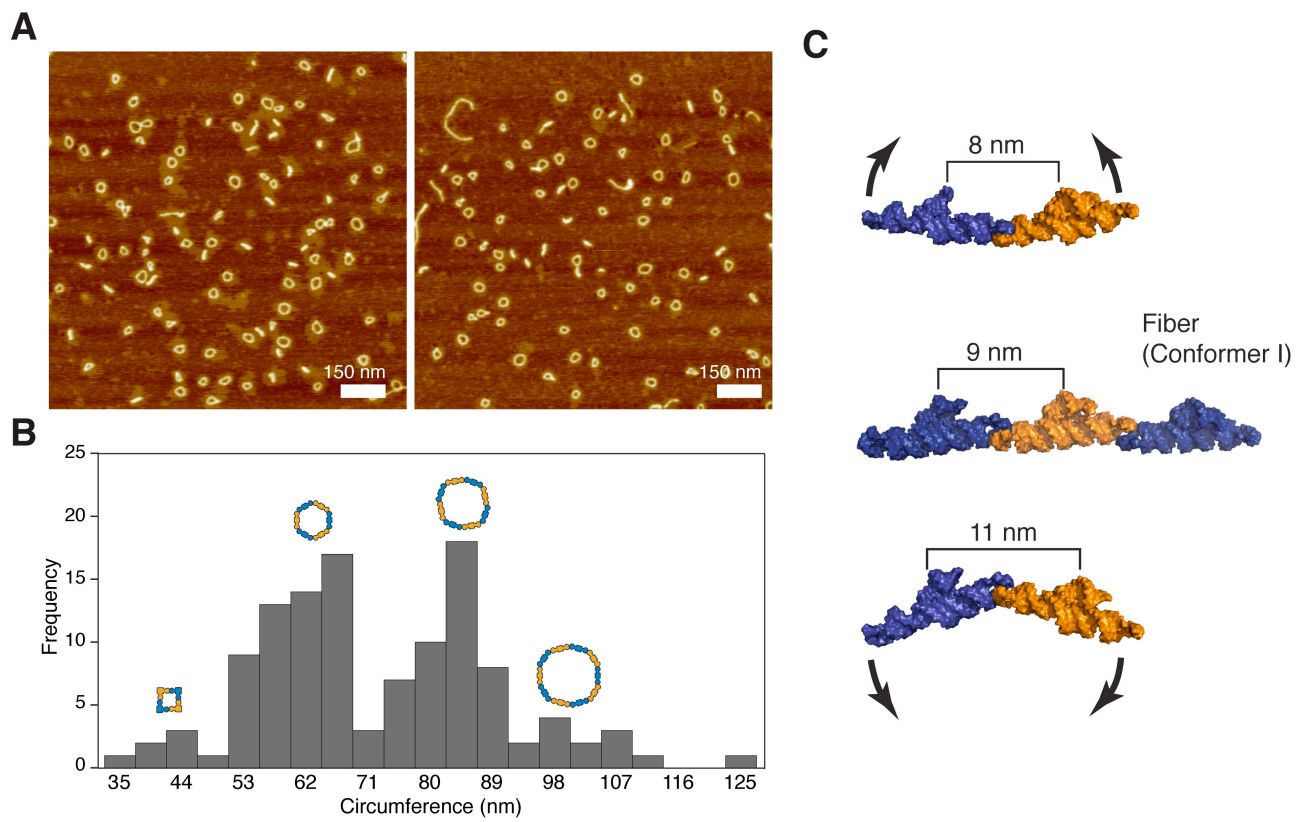 A
150 nm
150 nm
B
25
20
15
10
5
0
Frequency
35 44 53 62 71 80 89 98 107 116 125
Circumference (nm)
C
8 nm
Fiber
(Conformer I)
9 nm
11 nm